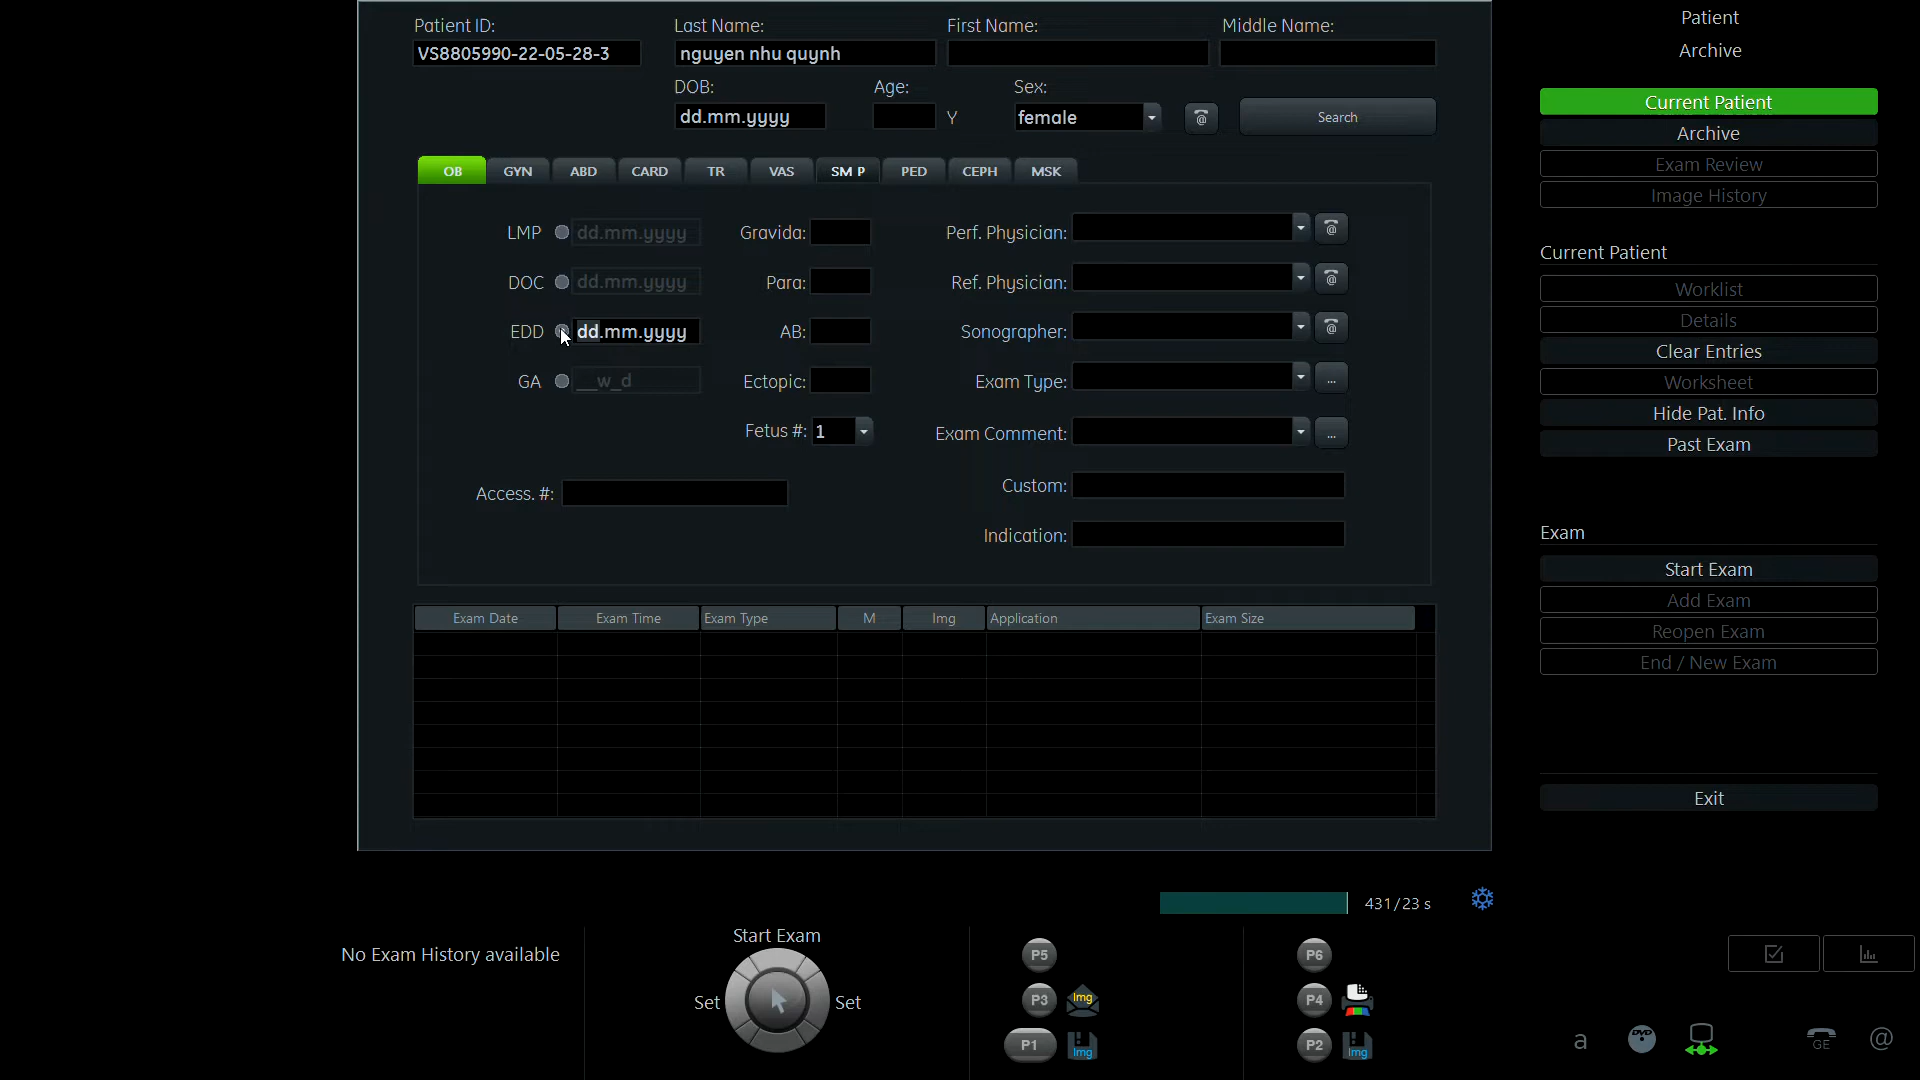 Patient ID: Last Name: First Name: Middle Name:
VS8805990-22-05-28-3 nguyen nhu quynh
DOB: Age: Sex:
dd.mm.yyyy Y female @ Search
OB GYN ABD CARD TR VAS SM P PED CEPH MSK
LMP dd.mm.yyyy Gravida: Perf. Physician: @
DOC dd.mm.yyyy Para: Ref. Physician: @
EDD dd.mm.yyyy AB: Sonographer: @
GA __w_d Ectopic: Exam Type: ...
Fetus #: 1 Exam Comment: ...
Access. #: Custom:
Indication:
Exam Date Exam Time Exam Type M Img Application Exam Size
431/23 s
Patient
Archive
Current Patient
Archive
Exam Review
Image History
Current Patient
Worklist
Details
Clear Entries
Worksheet
Hide Pat. Info
Past Exam
Exam
Start Exam
Add Exam
Reopen Exam
End / New Exam
Exit
No Exam History available
Start Exam
Set Set
P5
P3 Img
P1 Img
P6
P4
P2 Img
a DVD GE @